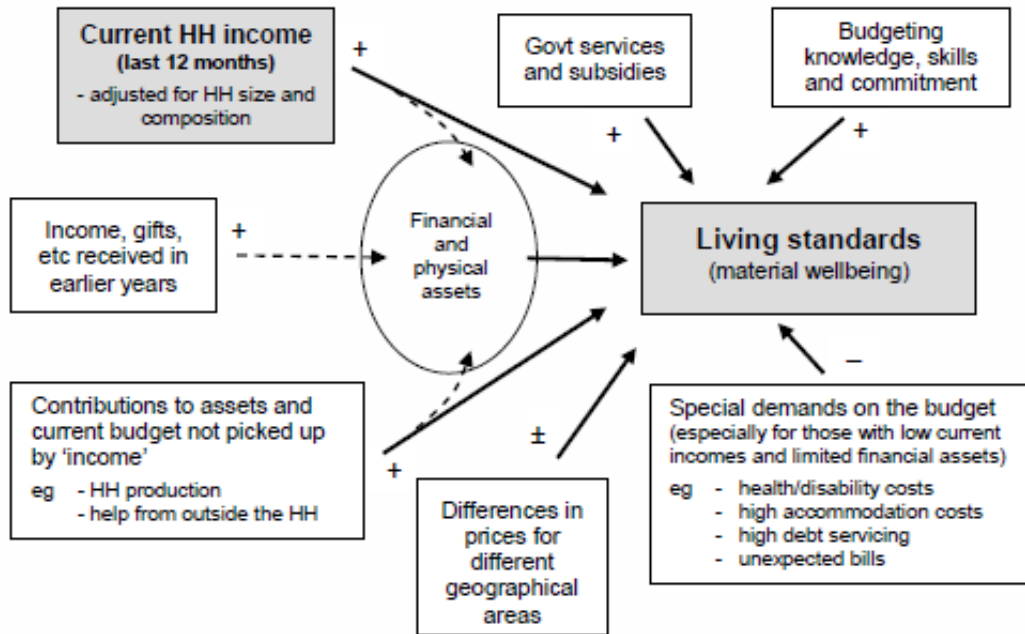 Current HH income
(last 12 months)
- adjusted for HH size and
composition
+
Govt services
and subsidies
+
Budgeting
knowledge, skills
and commitment
+
Income, gifts,
etc received in
earlier years
+
Financial
and
physical
assets
Living standards
(material wellbeing)
Contributions to assets and
current budget not picked up
by ‘income’
eg - HH production
- help from outside the HH
+
±
Differences in
prices for
different
geographical
areas
–
Special demands on the budget
(especially for those with low current
incomes and limited financial assets)
eg - health/disability costs
- high accommodation costs
- high debt servicing
- unexpected bills